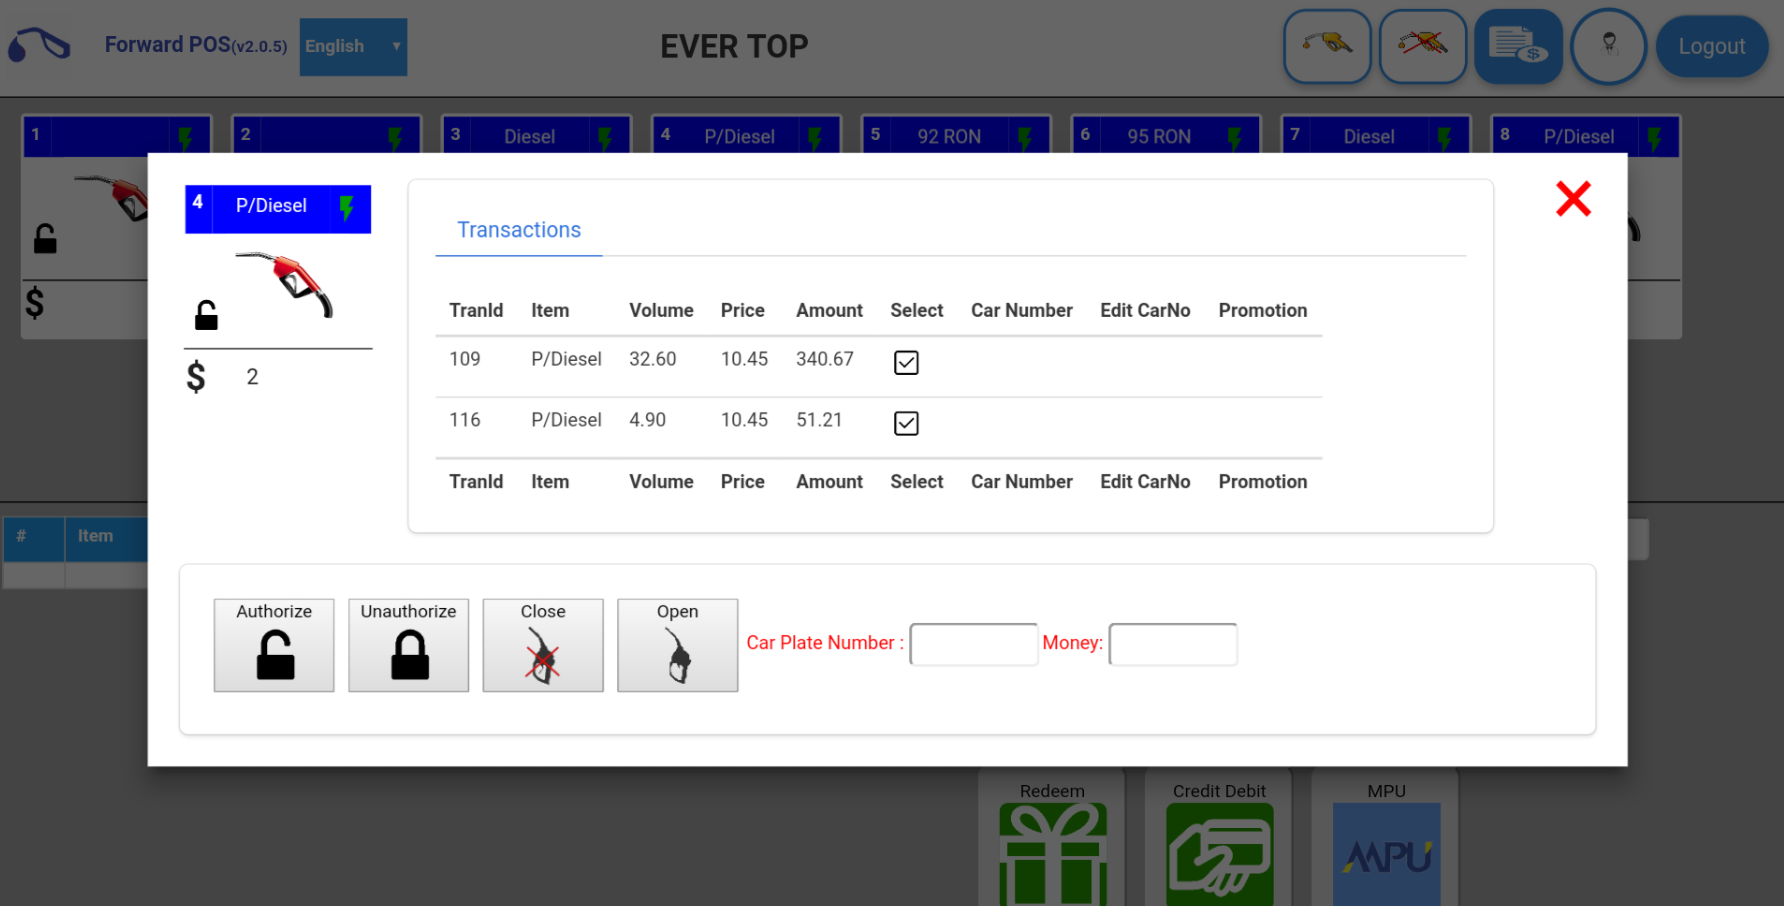 Forward POS(v2.0.5)
English
EVER TOP
Logout
1
2
3 Diesel
4 P/Diesel
5 92 RON
6 95 RON
7 Diesel
8 P/Diesel
$
4 P/Diesel
$ 2
Transactions
TranId Item Volume Price Amount Select Car Number Edit CarNo Promotion
109 P/Diesel 32.60 10.45 340.67
116 P/Diesel 4.90 10.45 51.21
TranId Item Volume Price Amount Select Car Number Edit CarNo Promotion
# Item
Authorize
Unauthorize
Close
Open
Car Plate Number :
Money:
Redeem
Credit Debit
MPU
MPU